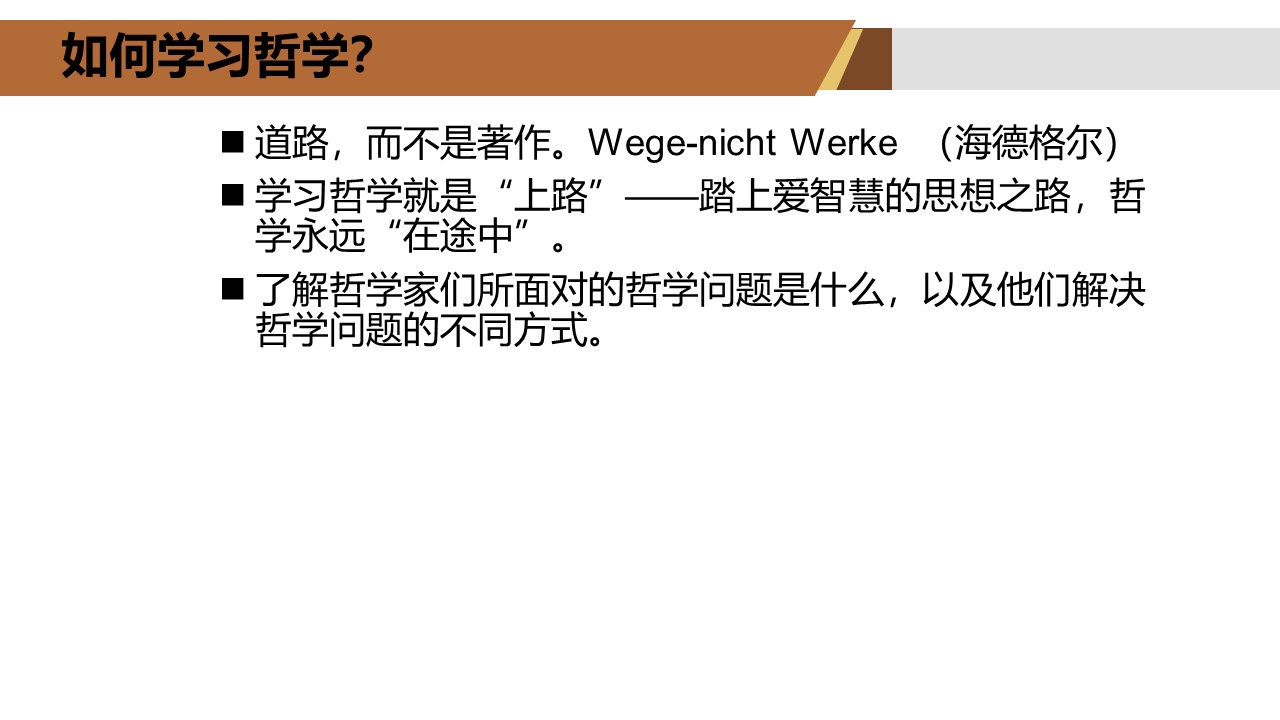 如何学习哲学?
■ 道路，而不是著作。Wege-nicht Werke （海德格尔）
■ 学习哲学就是“上路”——踏上爱智慧的思想之路，哲
学永远“在途中”。
■ 了解哲学家们所面对的哲学问题是什么，以及他们解决
哲学问题的不同方式。